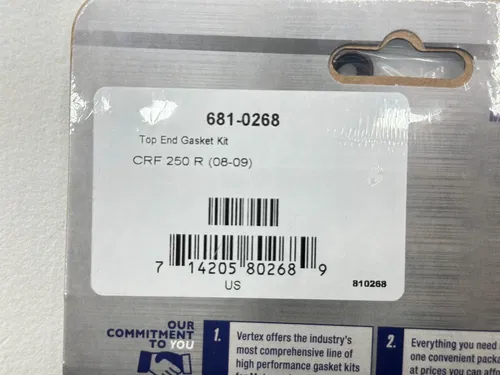 681-0268
Top End Gasket Kit
CRF 250 R (08-09)
7 14205 80268 9
US
810268
OUR
COMMITMENT
TO YOU
1.
Vertex offers the industry's
most comprehensive line of
high performance gasket kits
2.
Everything you need
one convenient
at prices you can